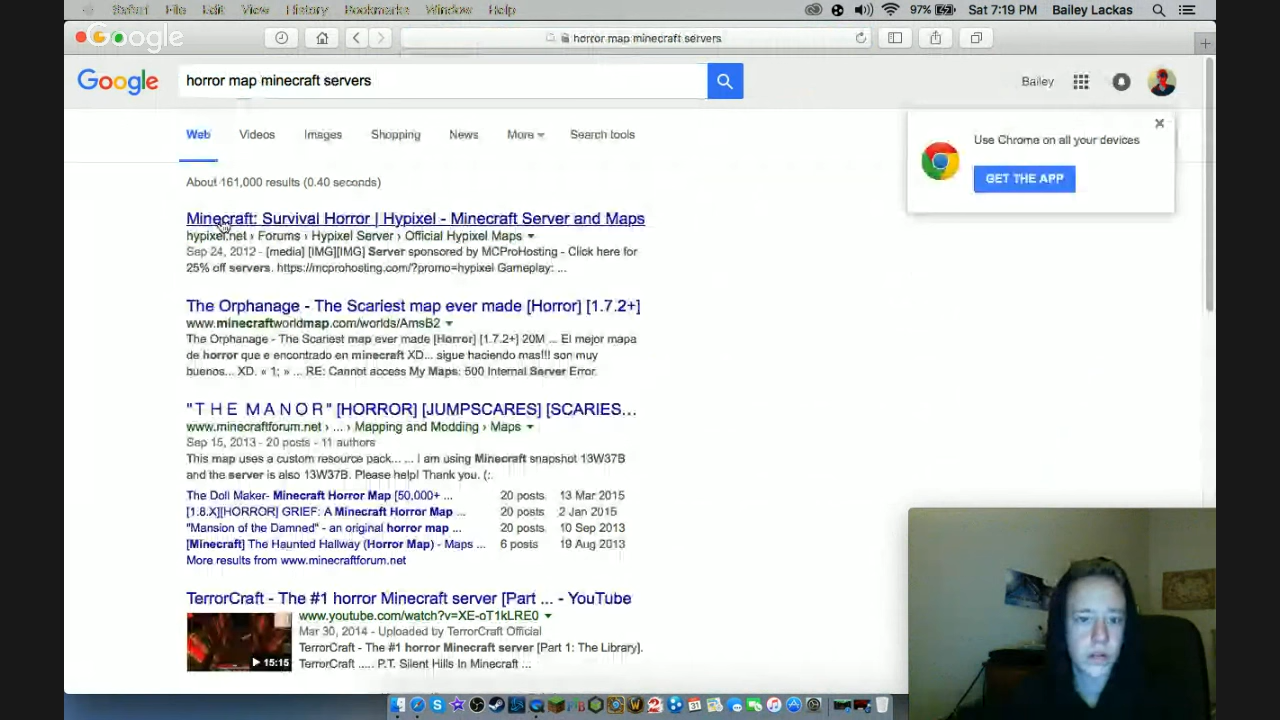 Safari File Edit View History Bookmarks Window Help 97% Sat 7:19 PM Bailey Lackas
Google
horror map minecraft servers
Google horror map minecraft servers Bailey
Web Videos Images Shopping News More Search tools
Use Chrome on all your devices
GET THE APP
About 161,000 results (0.40 seconds)
Minecraft: Survival Horror | Hypixel - Minecraft Server and Maps
hypixel.net › Forums › Hypixel Server › Official Hypixel Maps
Sep 24, 2012 - [media] [IMG][IMG] Server sponsored by MCProHosting - Click here for
25% off servers. https://mcprohosting.com/?promo=hypixel Gameplay: ...
The Orphanage - The Scariest map ever made [Horror] [1.7.2+]
www.minecraftworldmap.com/worlds/AmsB2
The Orphanage - The Scariest map ever made [Horror] [1.7.2+] 20M ... El mejor mapa
de horror que e encontrado en minecraft XD... sigue haciendo mas!!! son muy
buenos... XD. « 1; » ... RE: Cannot access My Maps: 500 Internal Server Error.
"T H E M A N O R" [HORROR] [JUMPSCARES] [SCARIES...
www.minecraftforum.net › ... › Mapping and Modding › Maps
Sep 15, 2013 - 20 posts - 11 authors
This map uses a custom resource pack... ... I am using Minecraft snapshot 13W37B
and the server is also 13W37B. Please help! Thank you. (:
The Doll Maker- Minecraft Horror Map [50,000+ ... 20 posts 13 Mar 2015
[1.8.X][HORROR] GRIEF: A Minecraft Horror Map ... 20 posts 2 Jan 2015
"Mansion of the Damned" - an original horror map ... 20 posts 10 Sep 2013
[Minecraft] The Haunted Hallway (Horror Map) - Maps ... 6 posts 19 Aug 2013
More results from www.minecraftforum.net
TerrorCraft - The #1 horror Minecraft server [Part ... - YouTube
www.youtube.com/watch?v=XE-oT1kLRE0
Mar 30, 2014 - Uploaded by TerrorCraft Official
TerrorCraft - The #1 horror Minecraft server [Part 1: The Library].
TerrorCraft ..... P.T. Silent Hills In Minecraft ...
15:15